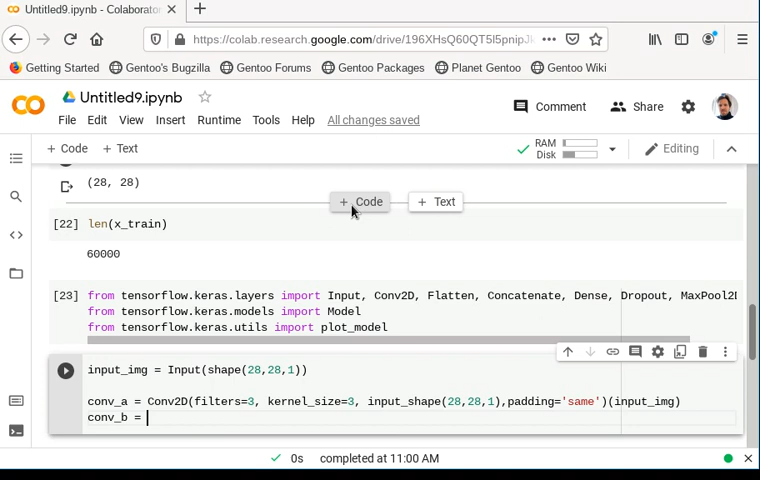 Untitled9.ipynb - Colaborato
https://colab.research.google.com/drive/196XHsQ60QT5l5pnipJ
Getting Started Gentoo's Bugzilla Gentoo Forums Gentoo Packages Planet Gentoo Gentoo Wiki
CO Untitled9.ipynb Comment Share
File Edit View Insert Runtime Tools Help All changes saved
+ Code + Text RAM Disk Editing
(28, 28)
+ Code + Text
[22] len(x_train)
60000
[23] from tensorflow.keras.layers import Input, Conv2D, Flatten, Concatenate, Dense, Dropout, MaxPool2D
from tensorflow.keras.models import Model
from tensorflow.keras.utils import plot_model
input_img = Input(shape(28,28,1))
conv_a = Conv2D(filters=3, kernel_size=3, input_shape(28,28,1),padding='same')(input_img)
conv_b =
0s completed at 11:00 AM